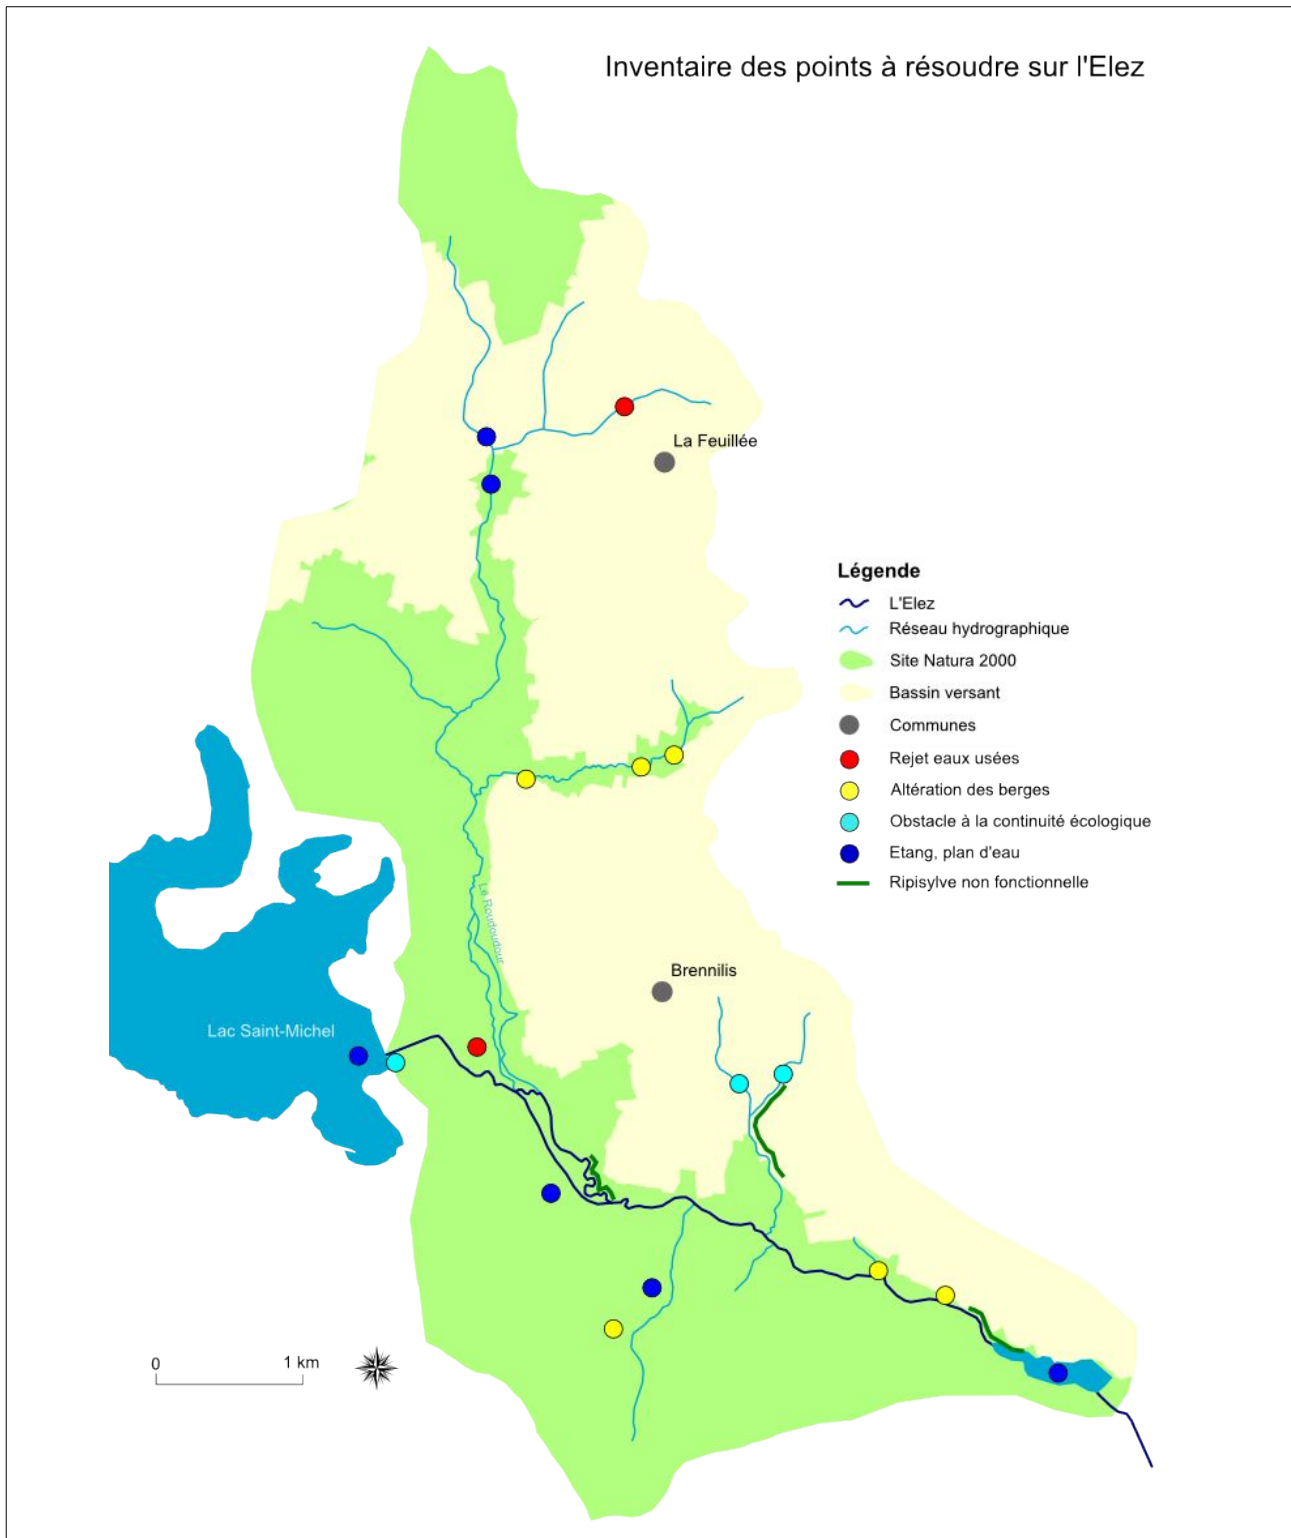 Inventaire des points à résoudre sur l'Elez
La Feuillée
Légende
L'Elez
Réseau hydrographique
Site Natura 2000
Bassin versant
Communes
Rejet eaux usées
Altération des berges
Obstacle à la continuité écologique
Etang, plan d'eau
Ripisylve non fonctionnelle
Le Roudoudour
Brennilis
Lac Saint-Michel
0 1 km